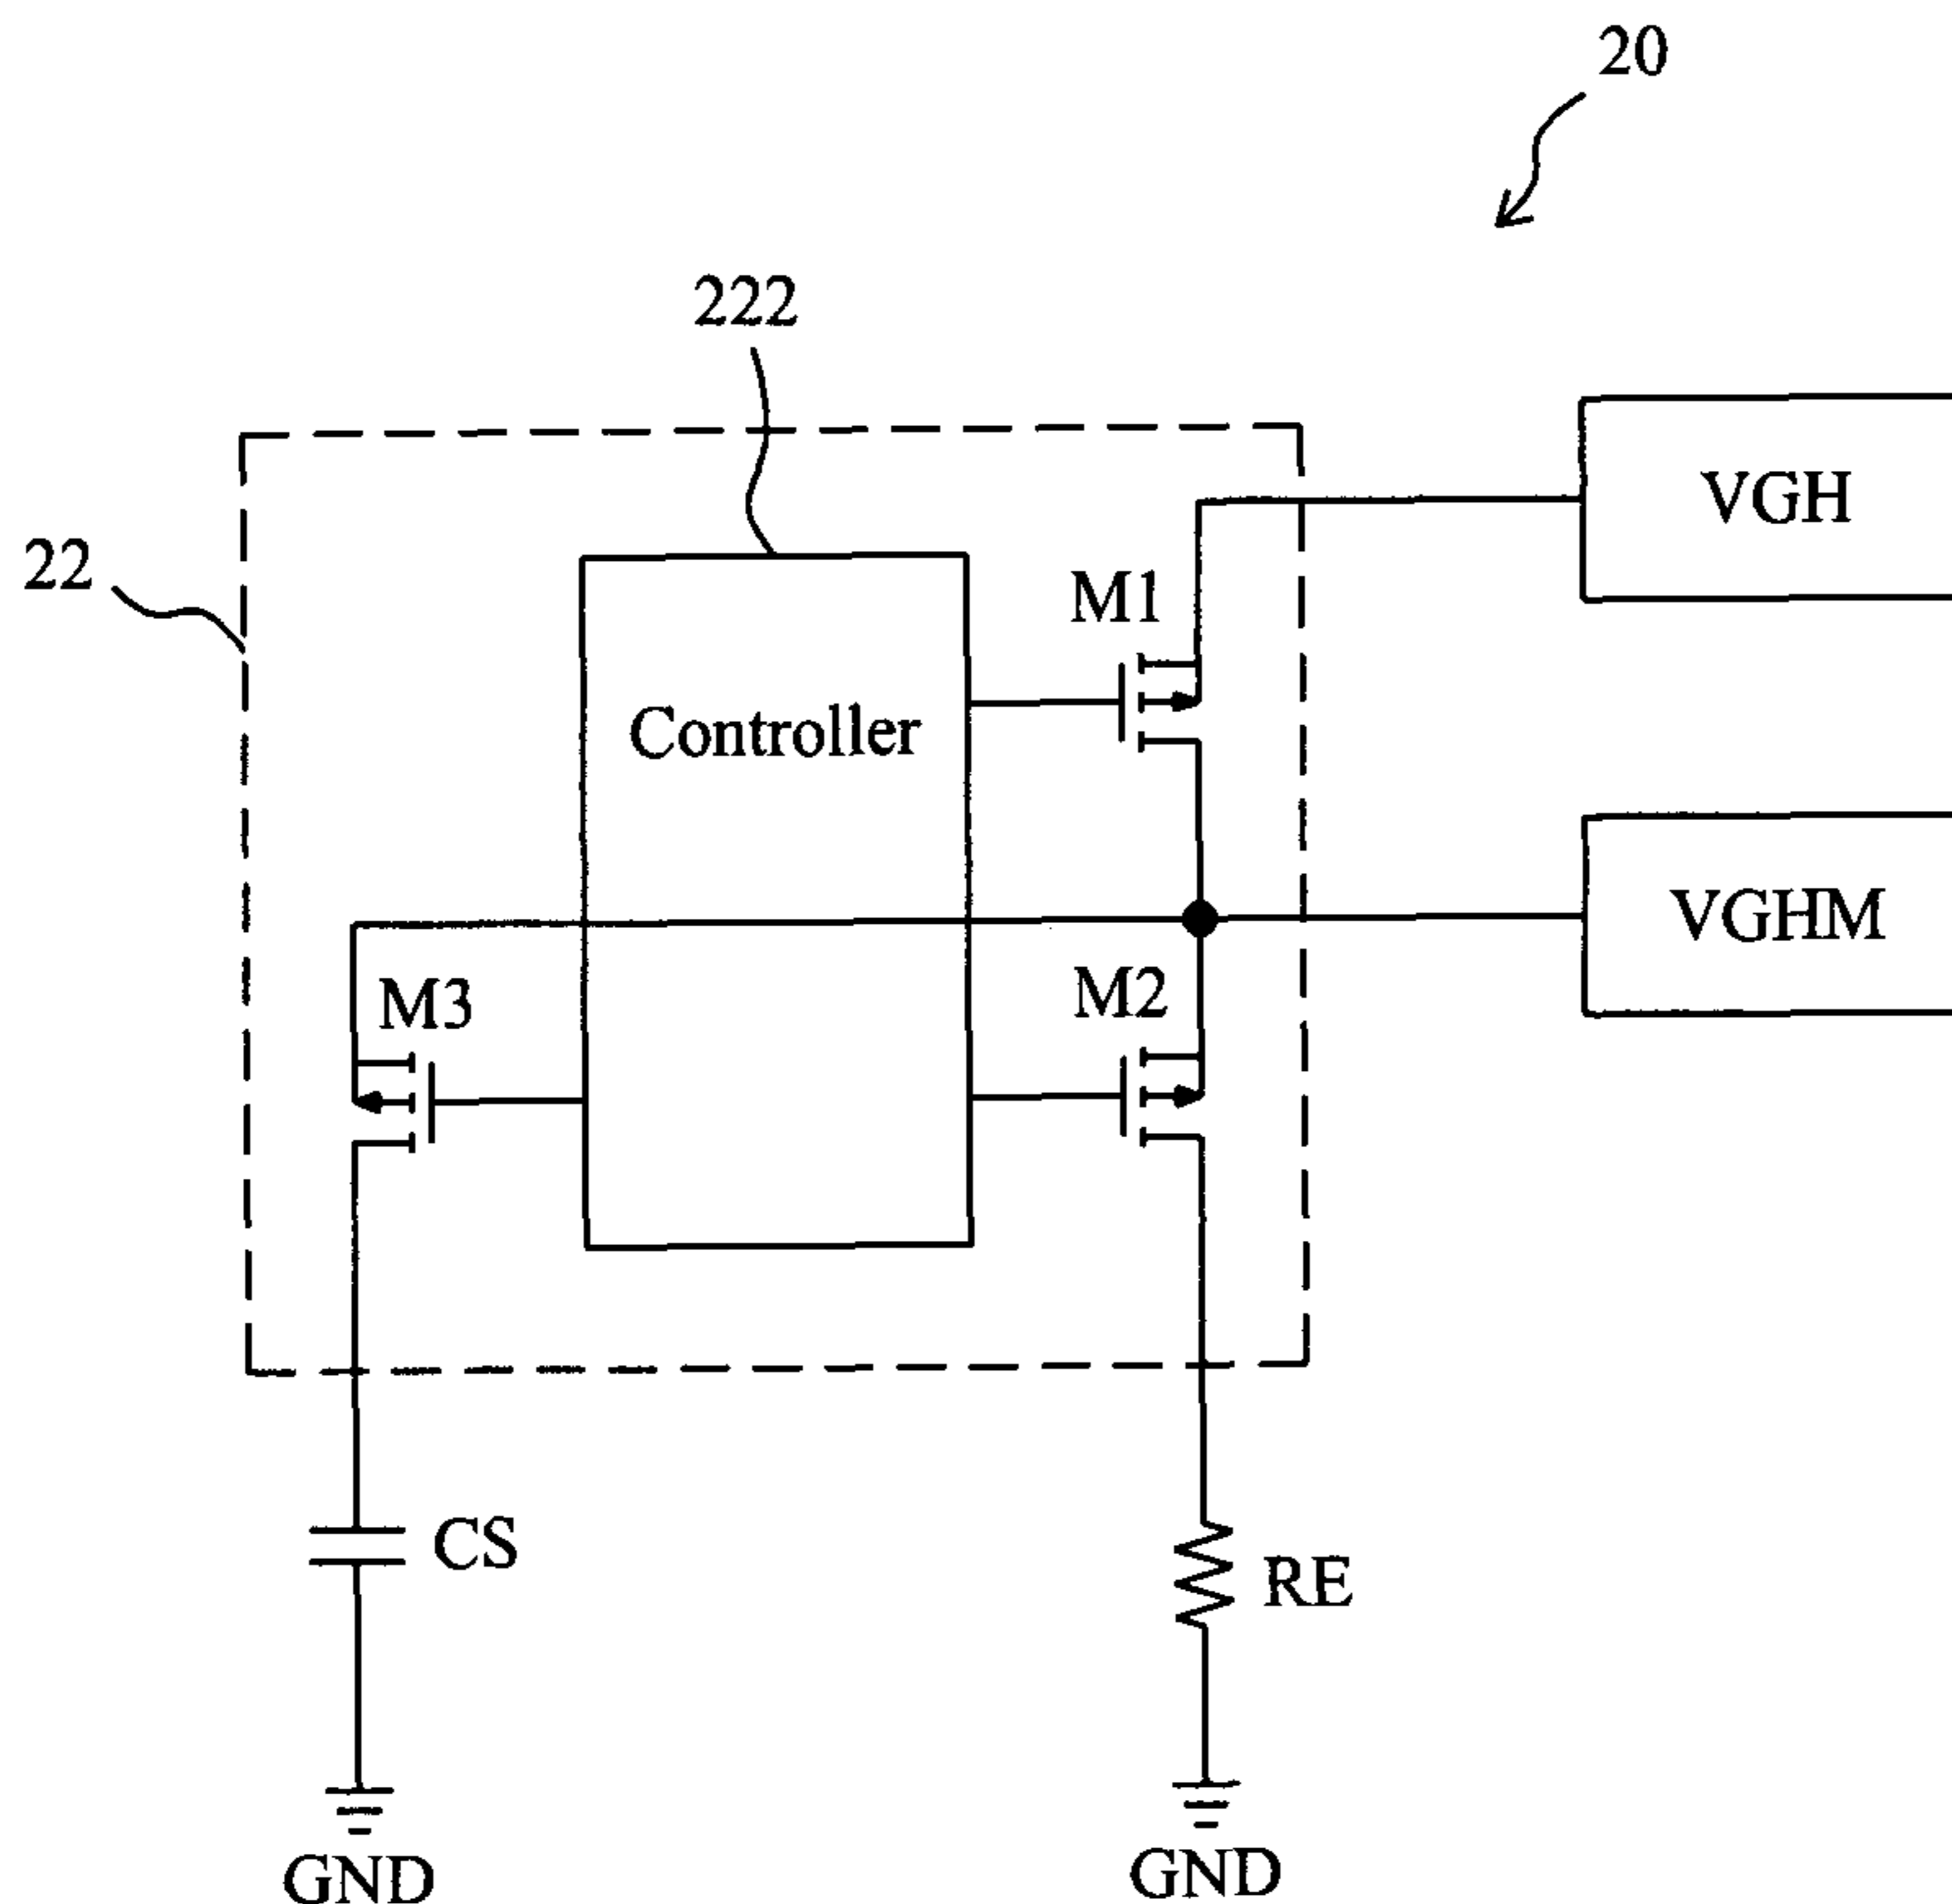 20
222
VGH
22
M1
Controller
VGHM
M3
M2
CS
RE
GND
GND